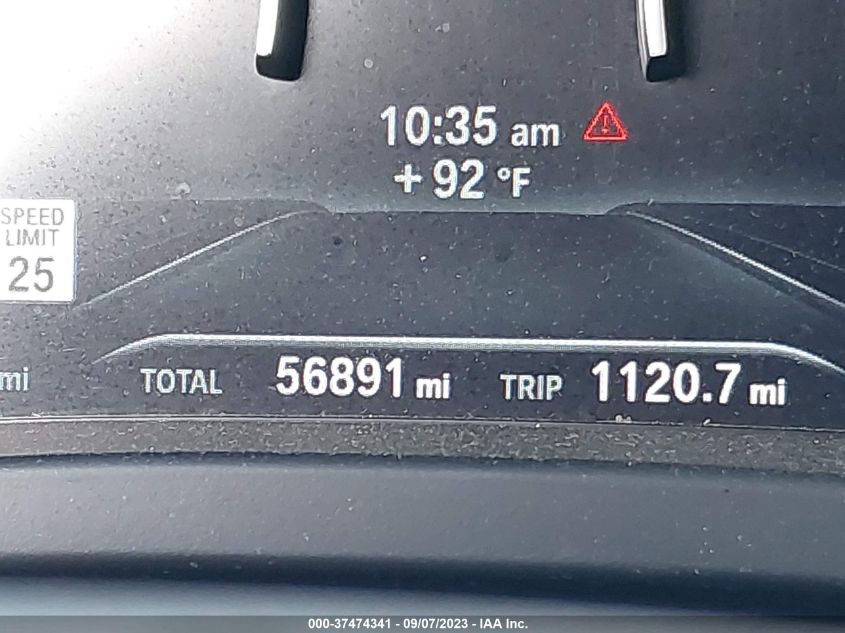 10:35 am
+ 92 °F
SPEED
LIMIT
25
mi
TOTAL 56891 mi TRIP 1120.7 mi
000-37474341 - 09/07/2023 - IAA Inc.